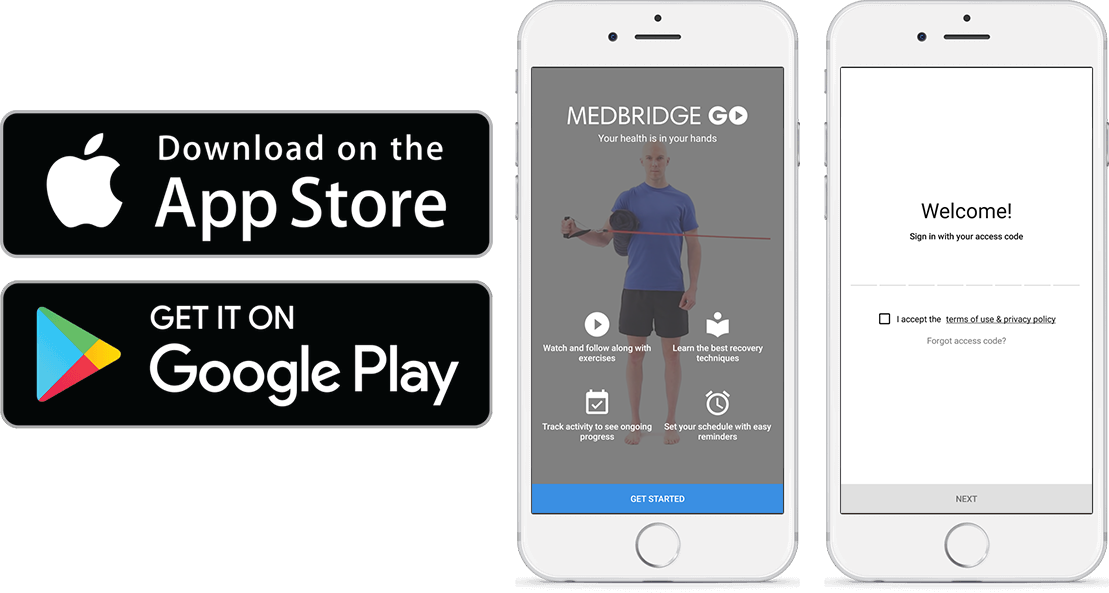 Download on the
App Store
GET IT ON
Google Play
MEDBRIDGE GO
Your health is in your hands
Watch and follow along with
exercises
Learn the best recovery
techniques
Track activity to see ongoing
progress
Set your schedule with easy
reminders
GET STARTED
Welcome!
Sign in with your access code
I accept the terms of use & privacy policy
Forgot access code?
NEXT